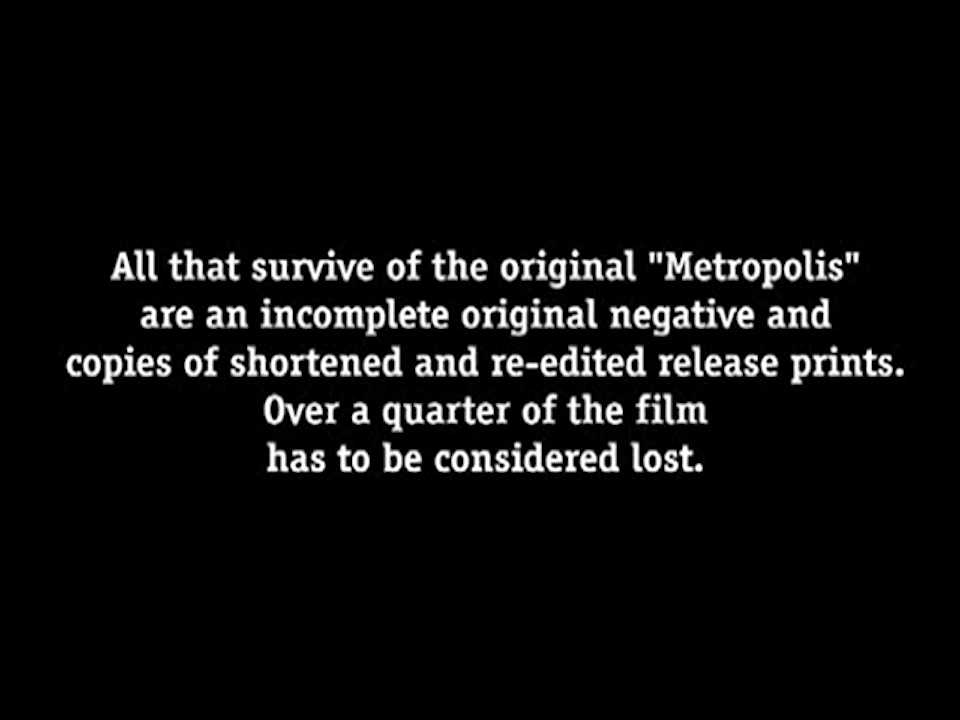 All that survive of the original "Metropolis"
are an incomplete original negative and
copies of shortened and re-edited release prints.
Over a quarter of the film
has to be considered lost.